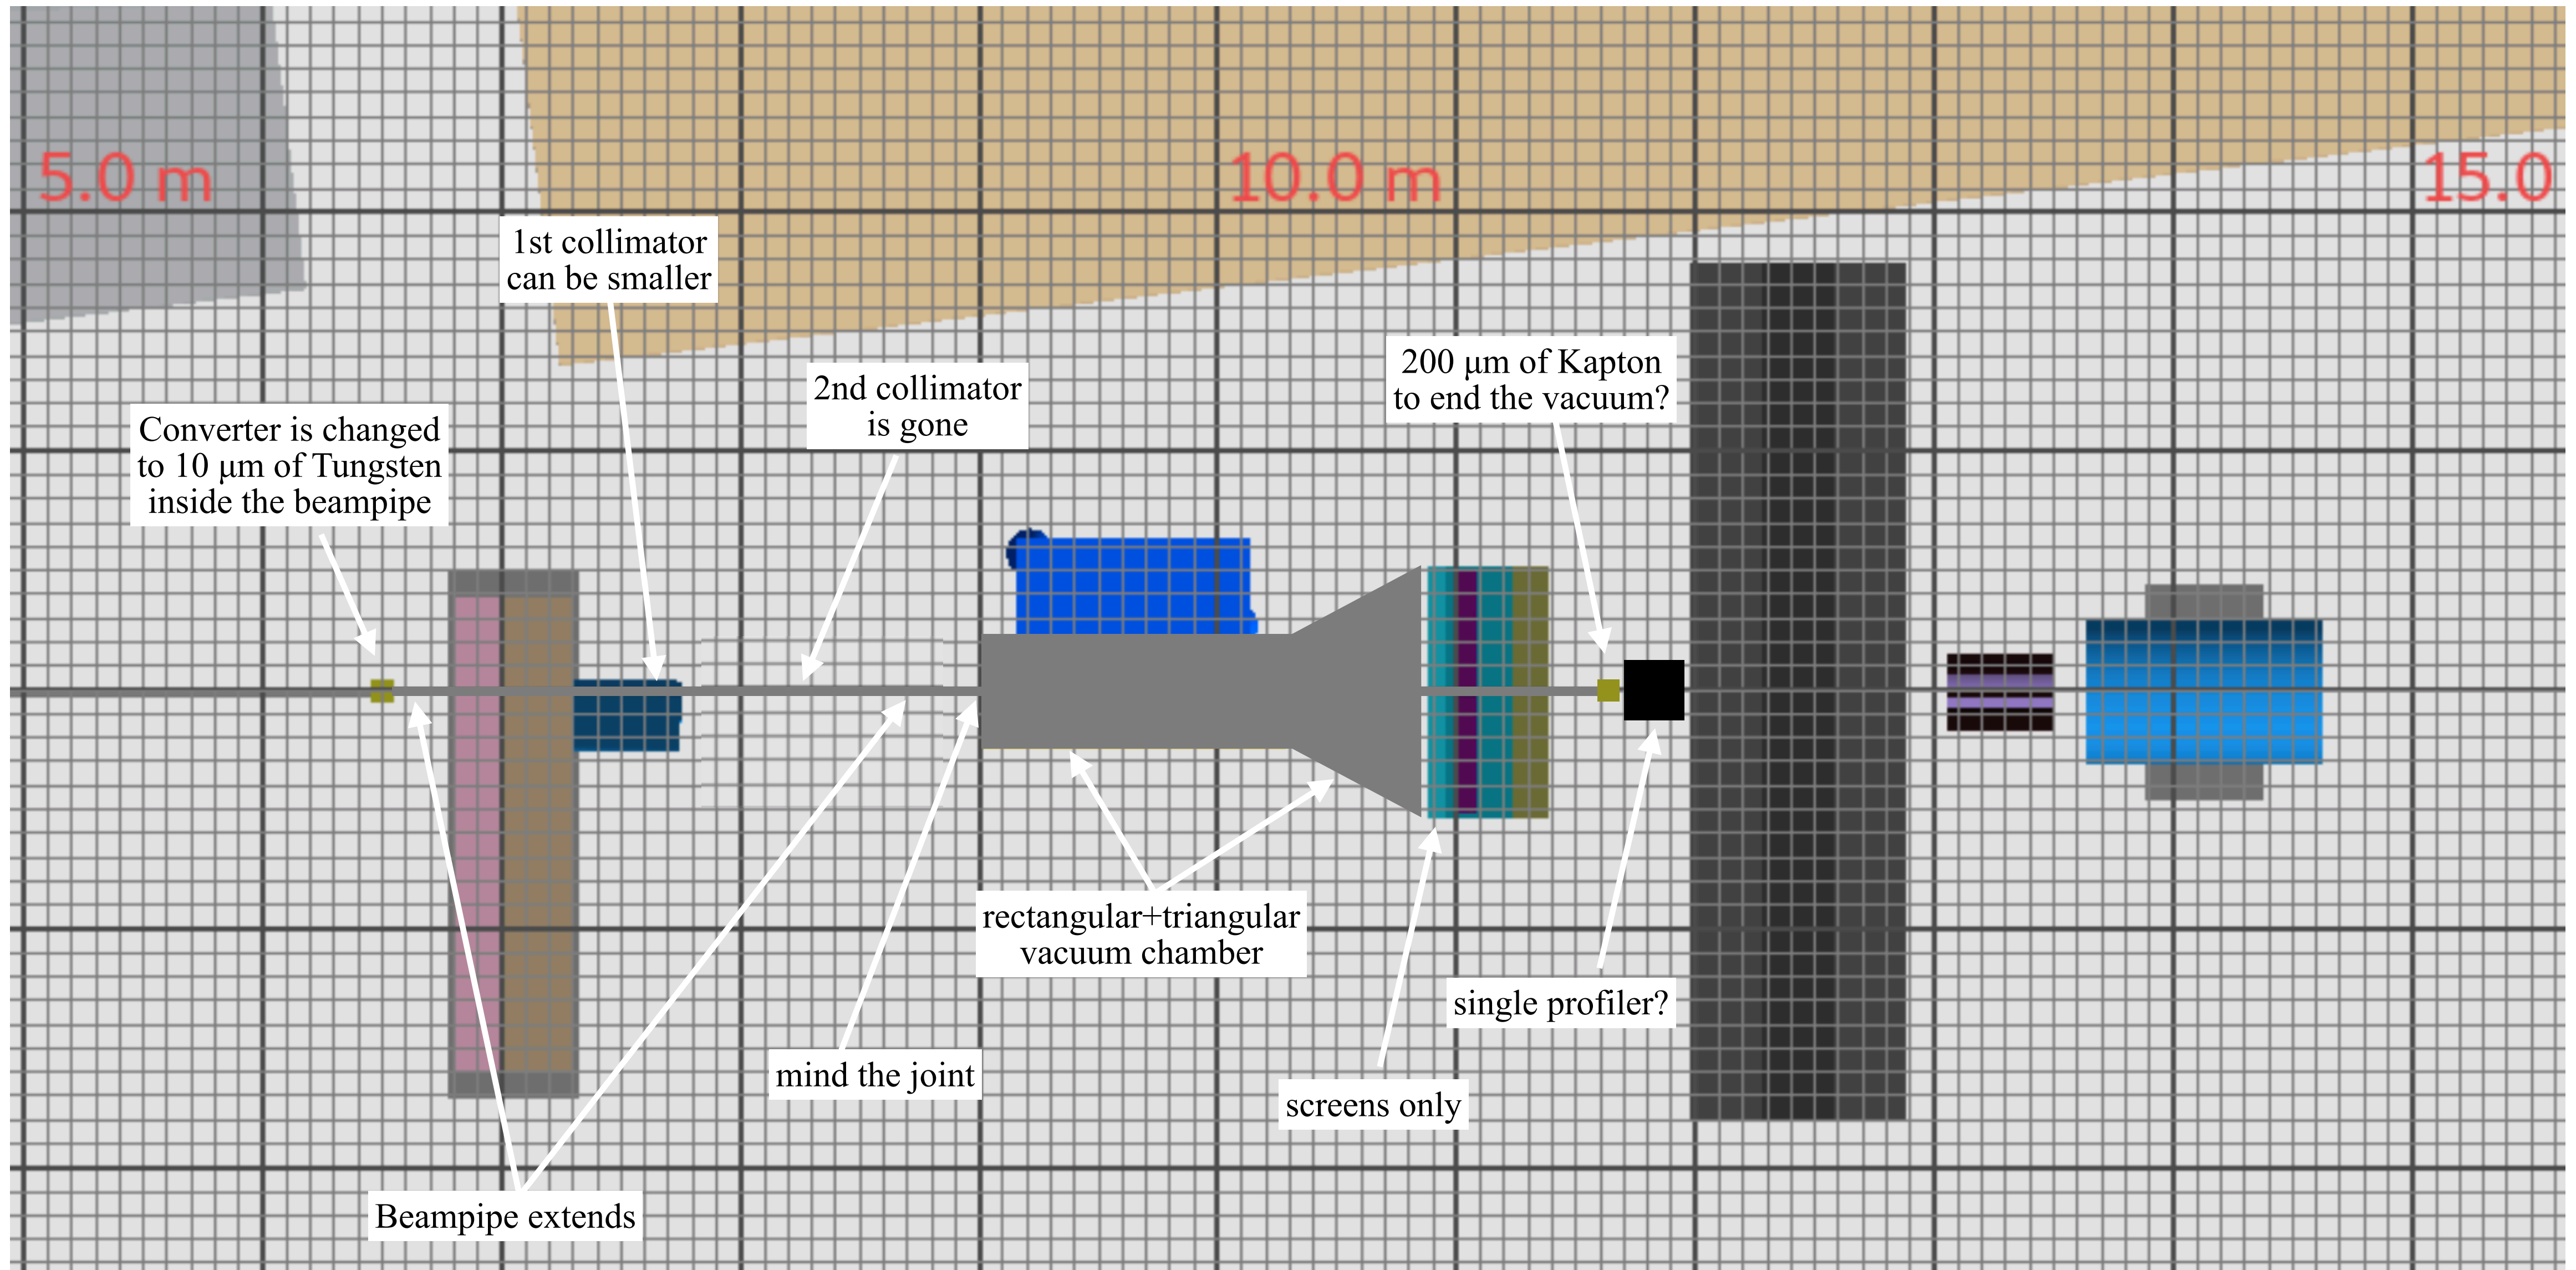 5.0 m
10.0 m
15.0
1st collimator
can be smaller
2nd collimator
is gone
200 μm of Kapton
to end the vacuum?
Converter is changed
to 10 μm of Tungsten
inside the beampipe
rectangular+triangular
vacuum chamber
single profiler?
mind the joint
screens only
Beampipe extends